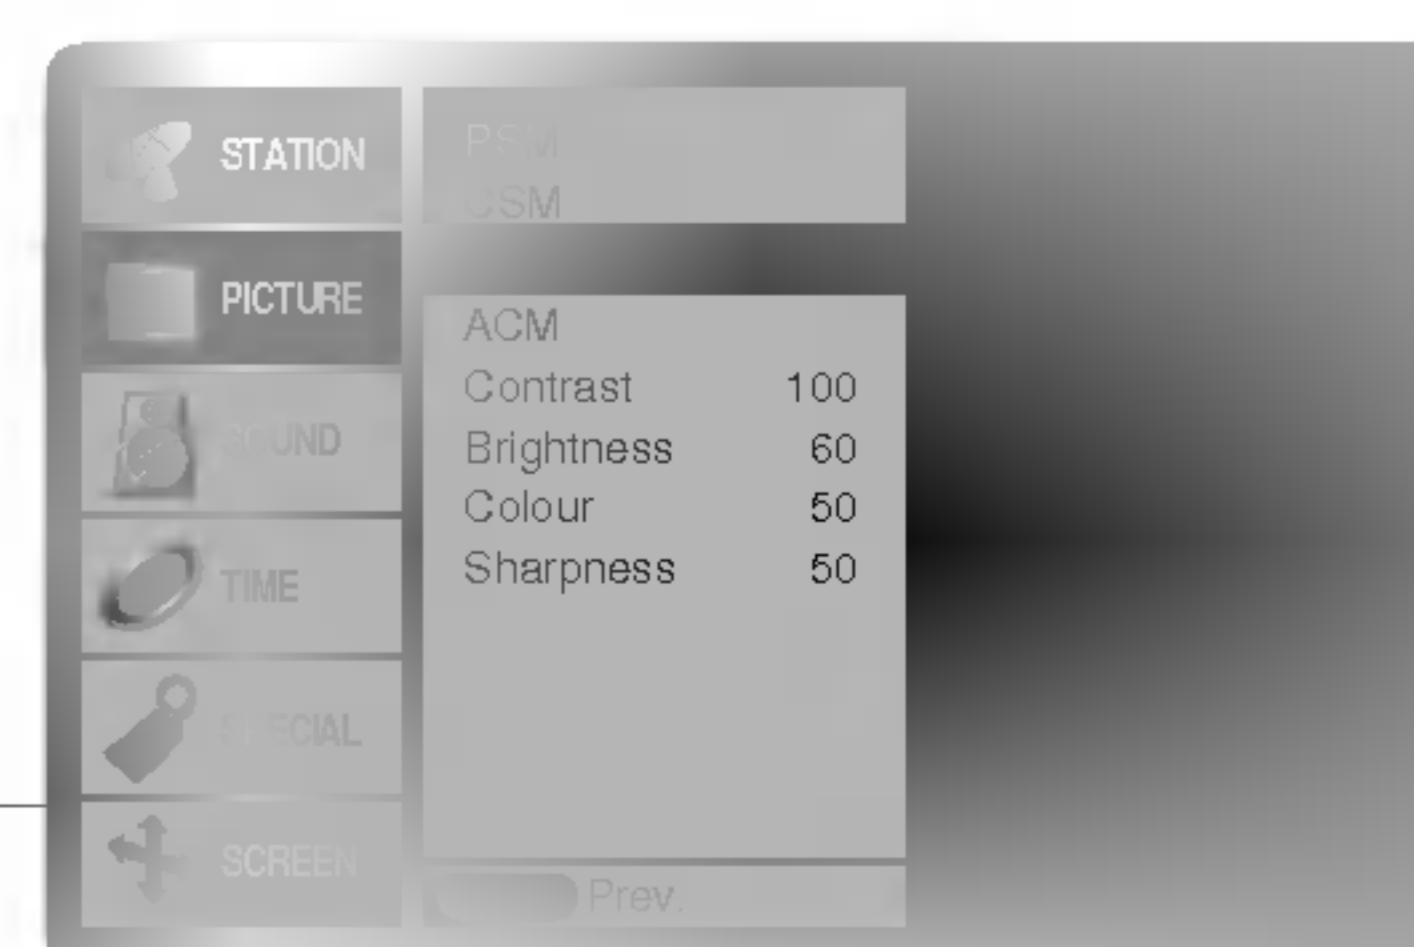 STATION
PICTURE
SOUND
TIME
SPECIAL
SCREEN
PSM
CSM
ACM
Contrast 100
Brightness 60
Colour 50
Sharpness 50
Prev.